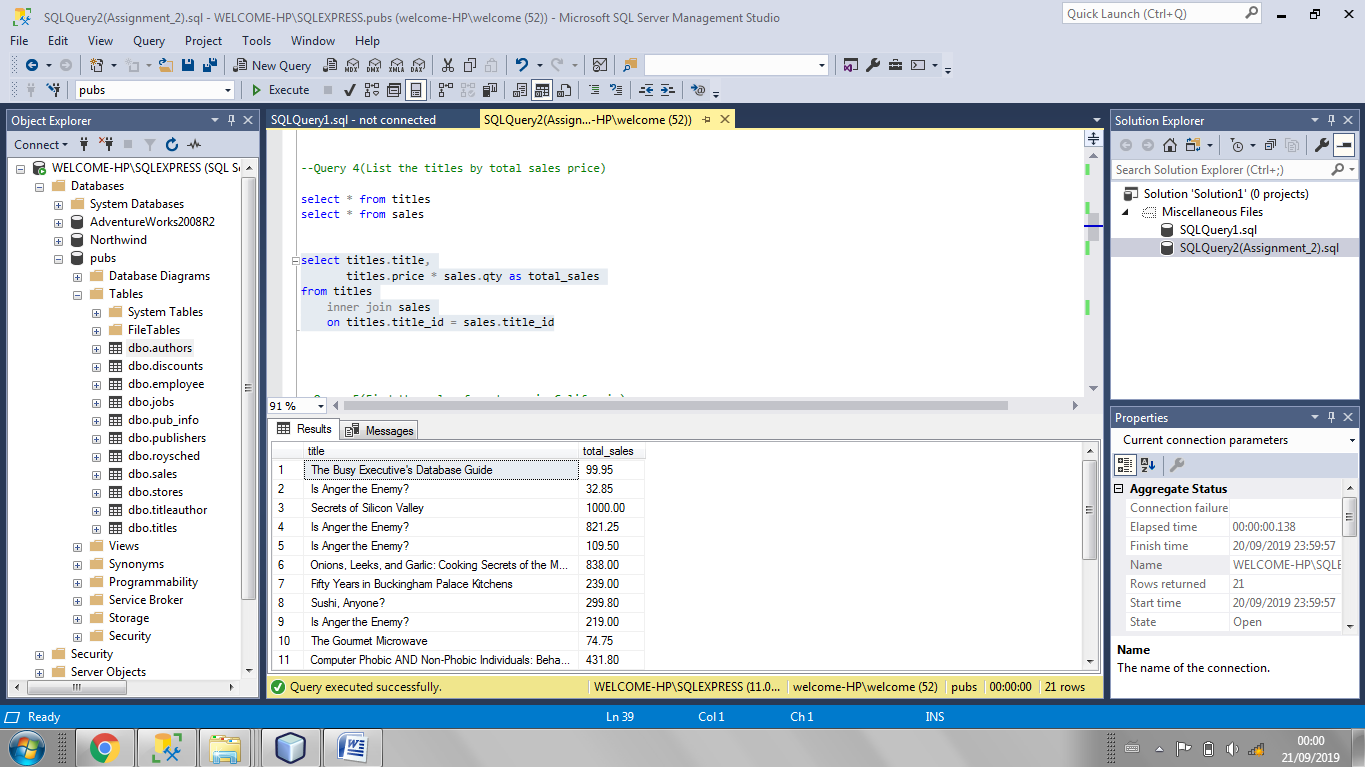 SQLQuery2(Assignment_2).sql - WELCOME-HP\SQLEXPRESS.pubs (welcome-HP\welcome (52)) - Microsoft SQL Server Management Studio
Quick Launch (Ctrl+Q)
File Edit View Query Project Tools Window Help
New Query MDX DMX XMLA DAX
pubs Execute
Object Explorer
Connect
WELCOME-HP\SQLEXPRESS (SQL S
Databases
System Databases
AdventureWorks2008R2
Northwind
pubs
Database Diagrams
Tables
System Tables
FileTables
dbo.authors
dbo.discounts
dbo.employee
dbo.jobs
dbo.pub_info
dbo.publishers
dbo.roysched
dbo.sales
dbo.stores
dbo.titleauthor
dbo.titles
Views
Synonyms
Programmability
Service Broker
Storage
Security
Security
Server Objects
SQLQuery1.sql - not connected SQLQuery2(Assign...-HP\welcome (52))
--Query 4(List the titles by total sales price)
select * from titles
select * from sales
select titles.title,
titles.price * sales.qty as total_sales
from titles
inner join sales
on titles.title_id = sales.title_id
91 %
Results Messages
title total_sales
1 The Busy Executive's Database Guide 99.95
2 Is Anger the Enemy? 32.85
3 Secrets of Silicon Valley 1000.00
4 Is Anger the Enemy? 821.25
5 Is Anger the Enemy? 109.50
6 Onions, Leeks, and Garlic: Cooking Secrets of the M... 838.00
7 Fifty Years in Buckingham Palace Kitchens 239.00
8 Sushi, Anyone? 299.80
9 Is Anger the Enemy? 219.00
10 The Gourmet Microwave 74.75
11 Computer Phobic AND Non-Phobic Individuals: Beha... 431.80
Query executed successfully. WELCOME-HP\SQLEXPRESS (11.0... welcome-HP\welcome (52) pubs 00:00:00 21 rows
Solution Explorer
Search Solution Explorer (Ctrl+;)
Solution 'Solution1' (0 projects)
Miscellaneous Files
SQLQuery1.sql
SQLQuery2(Assignment_2).sql
Properties
Current connection parameters
Aggregate Status
Connection failure
Elapsed time 00:00:00.138
Finish time 20/09/2019 23:59:57
Name WELCOME-HP\SQLE
Rows returned 21
Start time 20/09/2019 23:59:57
State Open
Name
The name of the connection.
Ready Ln 39 Col 1 Ch 1 INS
00:00
21/09/2019